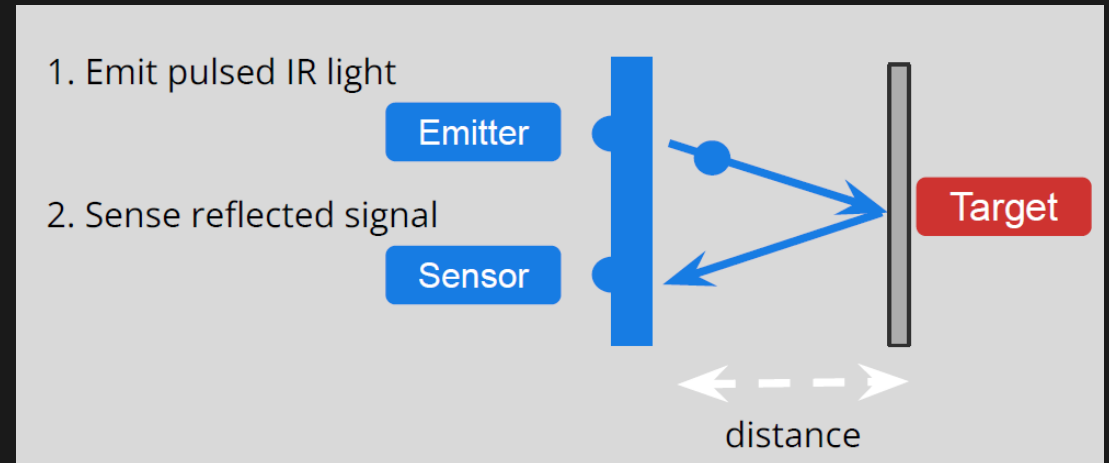 1. Emit pulsed IR light
Emitter
2. Sense reflected signal
Sensor
Target
distance